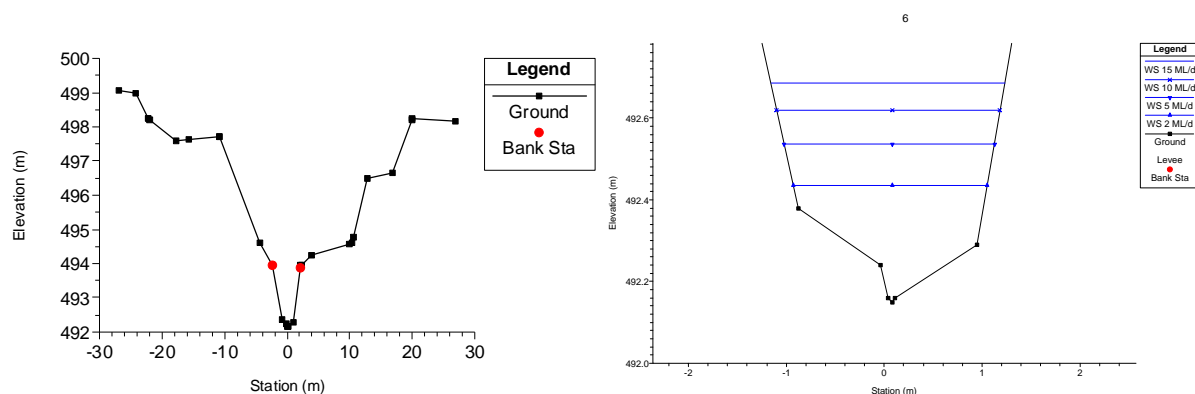 500
499
498
497
496
495
494
493
492
Elevation (m)
-30
-20
-10
0
10
20
30
Station (m)
Legend
Ground
Bank Sta
6
492.6
492.4
492.2
492.0
Elevation (m)
-2
-1
0
1
2
Station (m)
Legend
WS 15 ML/d
WS 10 ML/d
WS 5 ML/d
WS 2 ML/d
Ground
Levee
Bank Sta